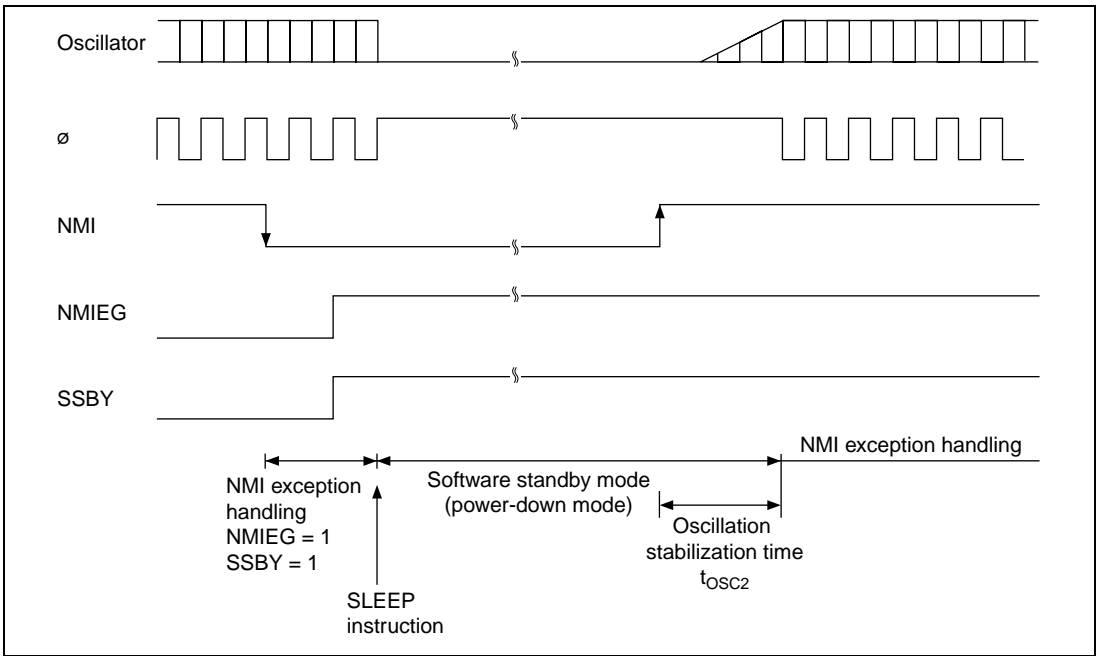 Oscillator
ø
NMI
NMIEG
SSBY
NMI exception
handling
NMIEG = 1
SSBY = 1
SLEEP
instruction
Software standby mode
(power-down mode)
Oscillation
stabilization time
tOSC2
NMI exception handling